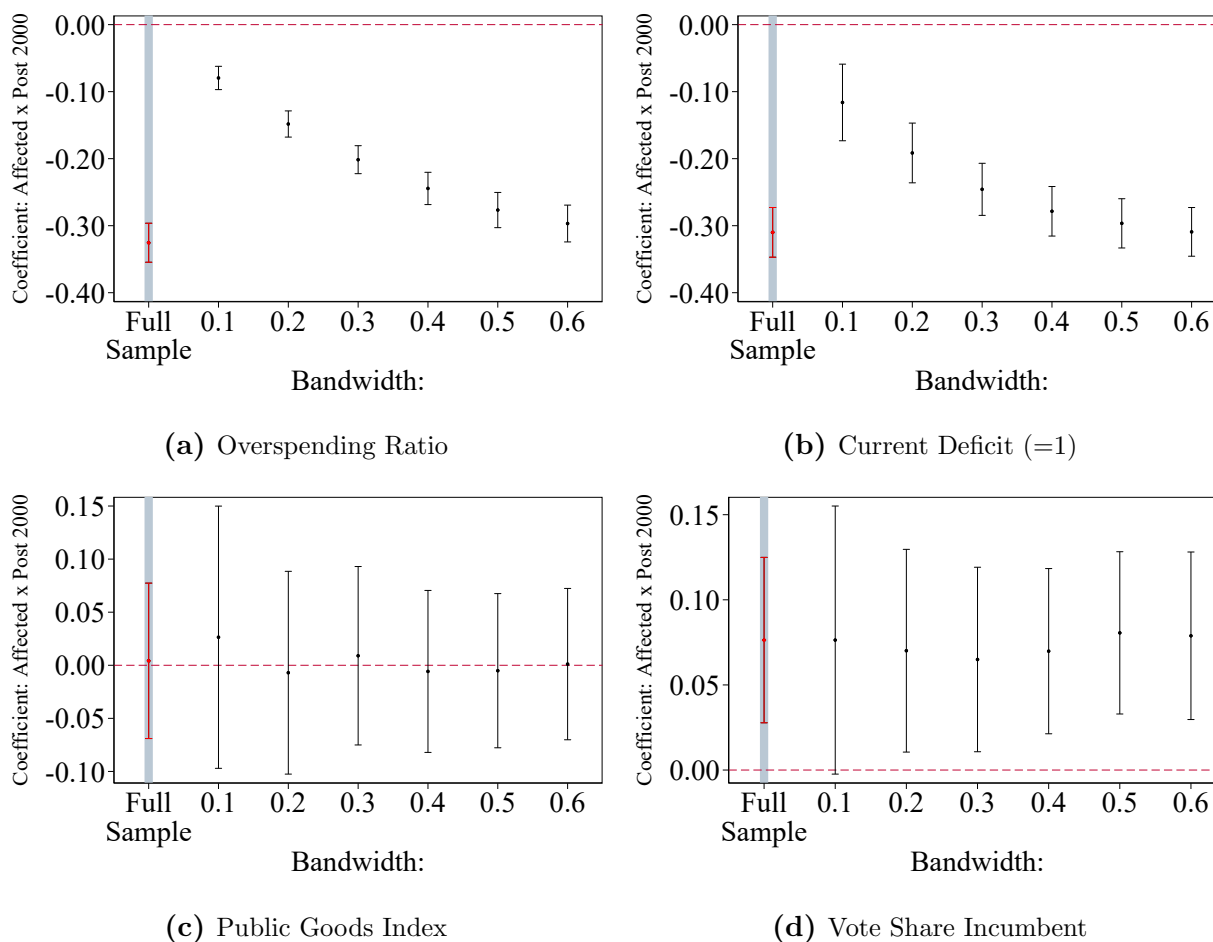 Coefficient: Affected x Post 2000
0.00
-0.10
-0.20
-0.30
-0.40
Full Sample
0.1
0.2
0.3
0.4
0.5
0.6
Bandwidth:
(a) Overspending Ratio
Coefficient: Affected x Post 2000
0.00
-0.10
-0.20
-0.30
-0.40
Full Sample
0.1
0.2
0.3
0.4
0.5
0.6
Bandwidth:
(b) Current Deficit (=1)
Coefficient: Affected x Post 2000
0.15
0.10
0.05
0.00
-0.05
-0.10
Full Sample
0.1
0.2
0.3
0.4
0.5
0.6
Bandwidth:
(c) Public Goods Index
Coefficient: Affected x Post 2000
0.15
0.10
0.05
0.00
Full Sample
0.1
0.2
0.3
0.4
0.5
0.6
Bandwidth:
(d) Vote Share Incumbent